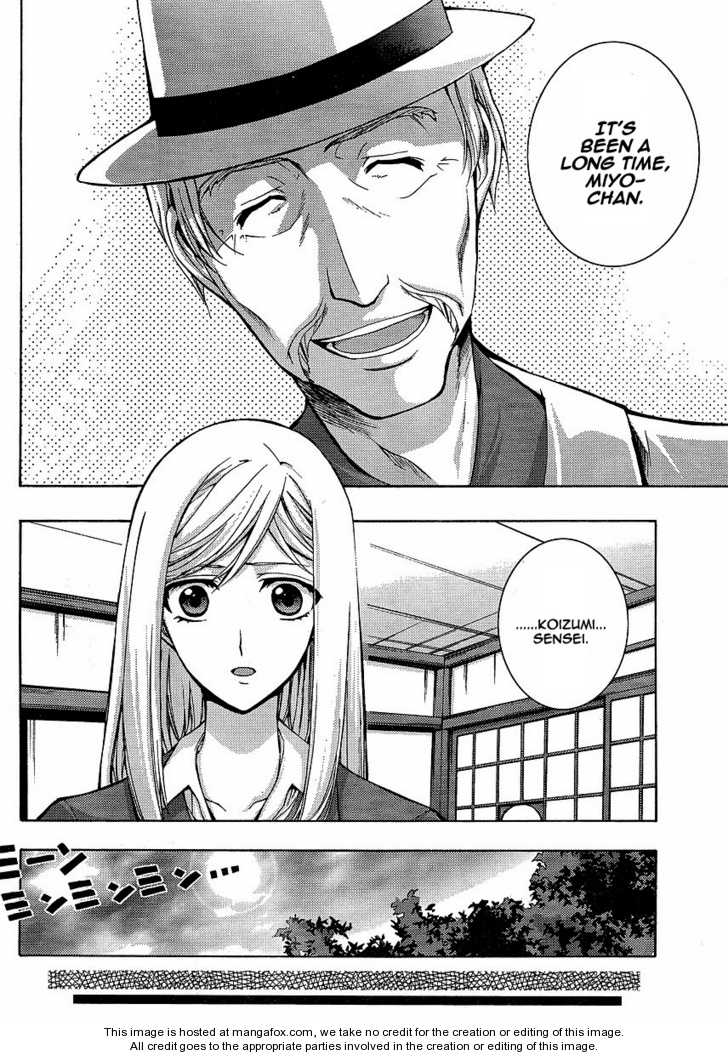 IT'S
BEEN A
LONG TIME,
MIYO-
CHAN.
......KOIZUMI...
SENSEI.
ミーン
ミンミンミン...
This image is hosted at mangafox.com, we take no credit for the creation or editing of this image.
All credit goes to the appropriate parties involved in the creation or editing of this image.